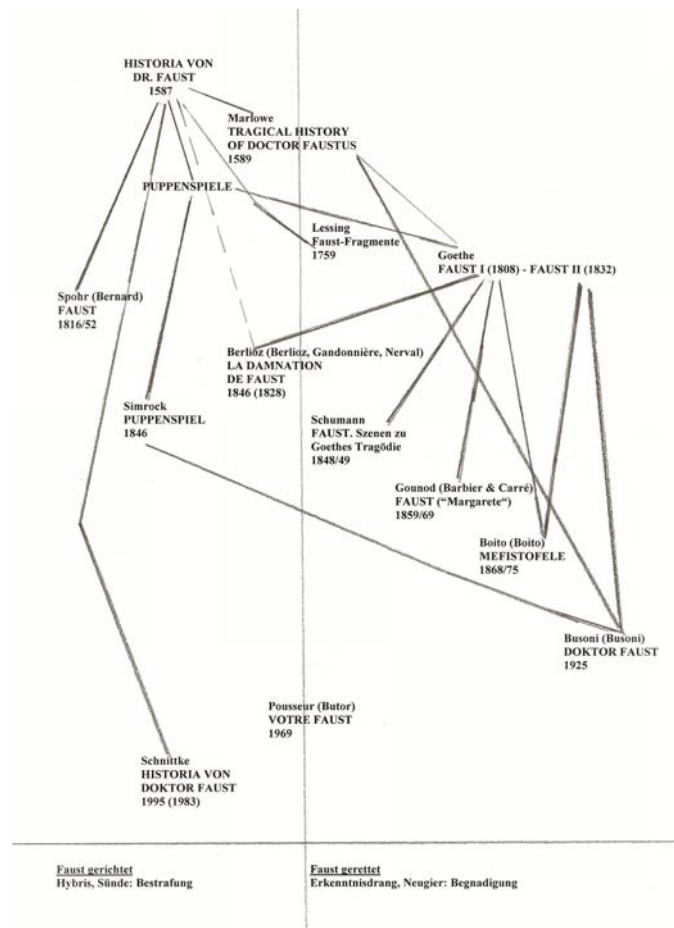 HISTORIA VON
DR. FAUST
1587
Marlowe
TRAGICAL HISTORY
OF DOCTOR FAUSTUS
1589
PUPPENSPIELE
Lessing
Faust-Fragmente
1759
Goethe
FAUST I (1808) - FAUST II (1832)
Spohr (Bernard)
FAUST
1816/52
Berlioz (Berlioz, Gandonnière, Nerval)
LA DAMNATION
DE FAUST
1846 (1828)
Simrock
PUPPENSPIEL
1846
Schumann
FAUST. Szenen zu
Goethes Tragödie
1848/49
Gounod (Barbier & Carré)
FAUST ("Margarete“)
1859/69
Boito (Boito)
MEFISTOFELE
1868/75
Busoni (Busoni)
DOKTOR FAUST
1925
Pousseur (Butor)
VOTRE FAUST
1969
Schnittke
HISTORIA VON
DOKTOR FAUST
1995 (1983)
Faust gerichtet
Hybris, Sünde: Bestrafung
Faust gerettet
Erkenntnisdrang, Neugier: Begnadigung